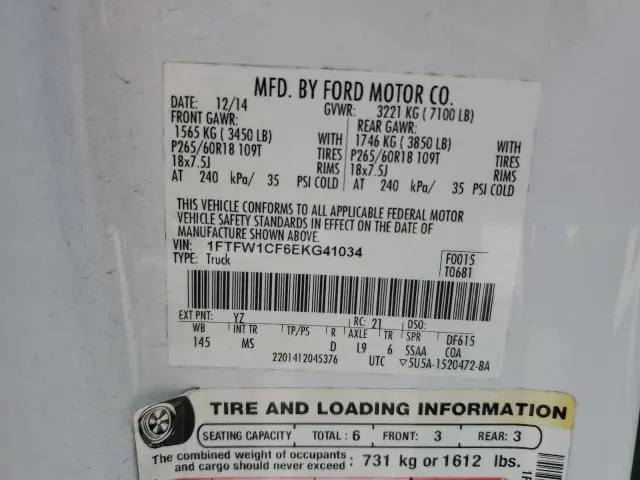 MFD. BY FORD MOTOR CO.
DATE: 12/14 GVWR: 3221 KG ( 7100 LB)
FRONT GAWR: REAR GAWR:
1565 KG ( 3450 LB) WITH 1746 KG ( 3850 LB) WITH
P265/60R18 109T TIRES P265/60R18 109T TIRES
18x7.5J RIMS 18x7.5J RIMS
AT 240 kPa/ 35 PSI COLD AT 240 kPa/ 35 PSI COLD
THIS VEHICLE CONFORMS TO ALL APPLICABLE FEDERAL MOTOR
VEHICLE SAFETY STANDARDS IN EFFECT ON THE DATE OF
MANUFACTURE SHOWN ABOVE.
VIN: 1FTFW1CF6EKG41034 F0015
TYPE: Truck T0681
EXT PNT: YZ RC: 21 DSO:
WB INT TR TP/PS R AXLE TR SPR DF615
145 MS D L9 6 SSAA COA
2201412045376 UTC ▽5U5A-1520472-BA
TIRE AND LOADING INFORMATION
SEATING CAPACITY TOTAL : 6 FRONT: 3 REAR: 3
The combined weight of occupants
and cargo should never exceed : 731 kg or 1612 lbs.